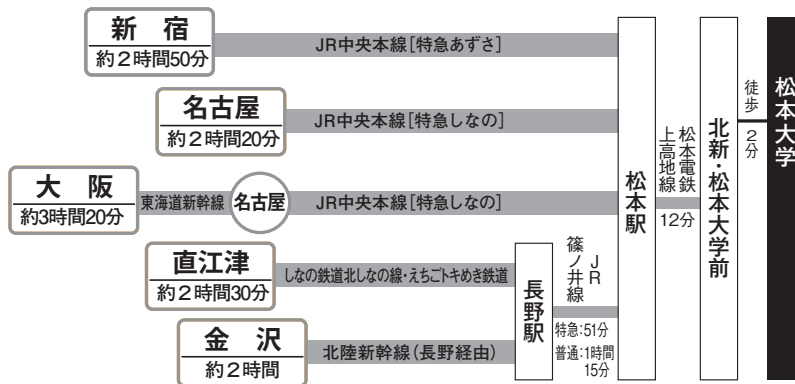 新 宿
約2時間50分
JR中央本線[特急あずさ]
名古屋
約2時間20分
JR中央本線[特急しなの]
大 阪
約3時間20分
東海道新幹線
名古屋
JR中央本線[特急しなの]
直江津
約2時間30分
しなの鉄道北しなの線・えちごトキめき鉄道
金 沢
約2時間
北陸新幹線(長野経由)
長野駅
JR
篠ノ井線
特急:51分
普通:1時間
15分
松本駅
松本電鉄
上高地線
12分
北新・松本大学前
徒歩
2分
松本大学